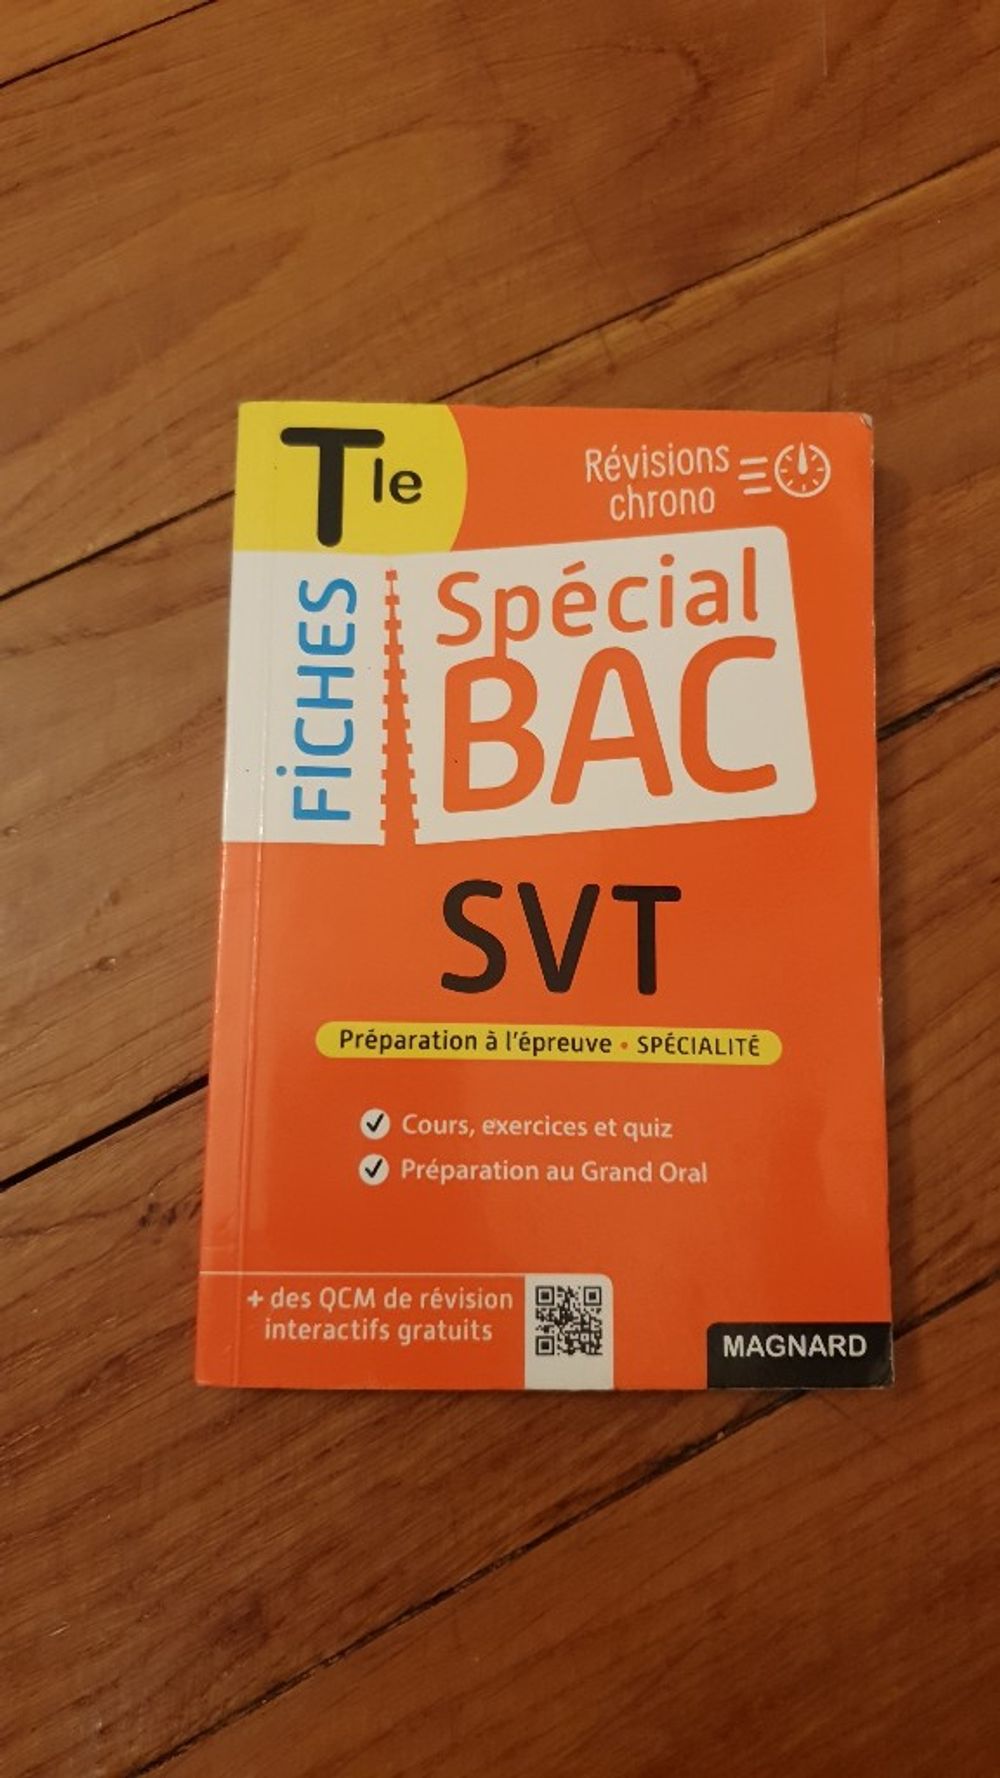 Tle
Révisions
chrono
FiCHES
Spécial
BAC
SVT
Préparation à l'épreuve • SPÉCIALITÉ
Cours, exercices et quiz
Préparation au Grand Oral
+ des QCM de révision
interactifs gratuits
MAGNARD